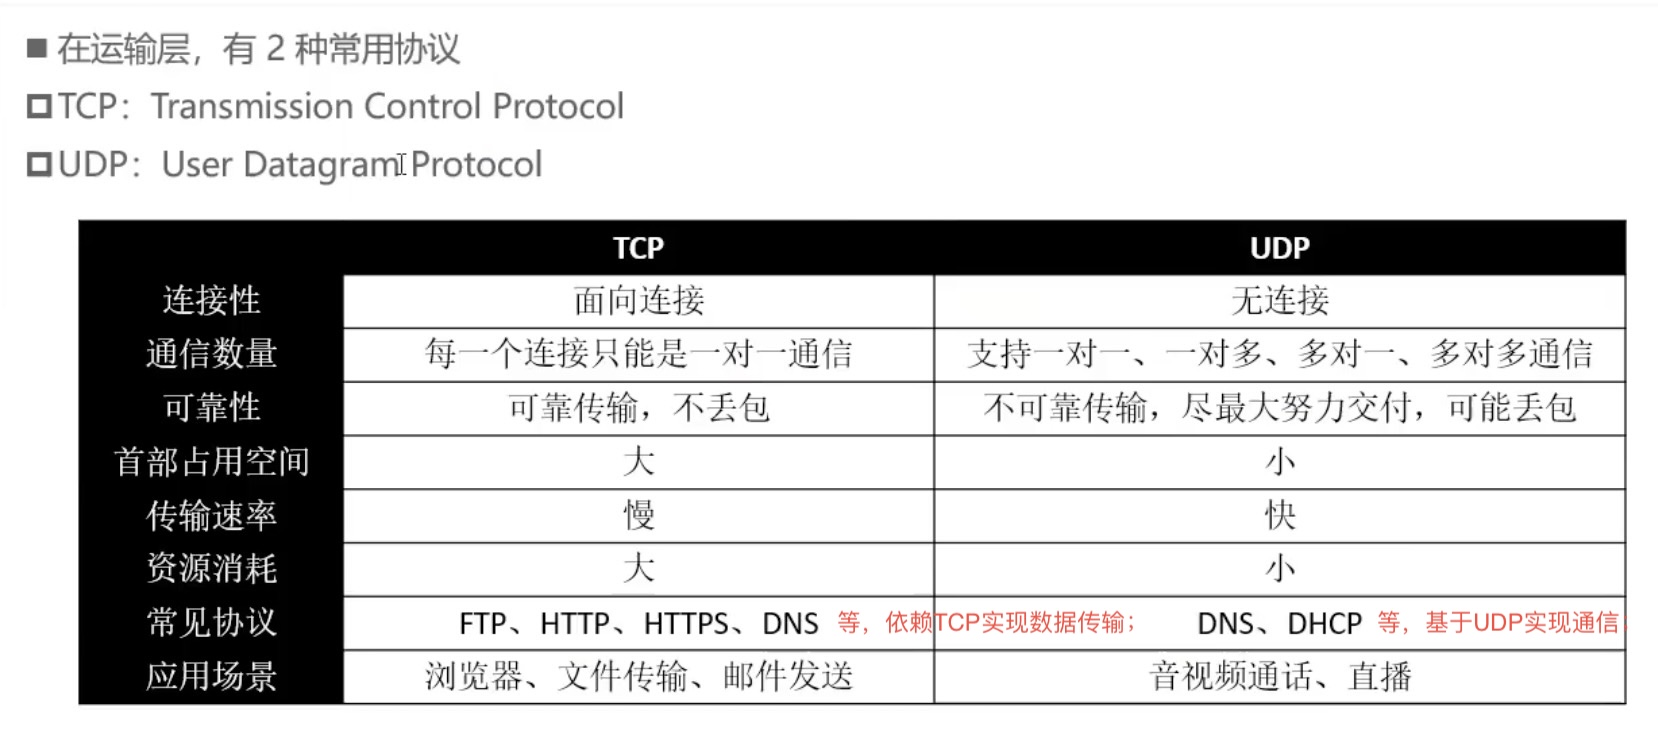 在运输层，有 2 种常用协议
TCP：Transmission Control Protocol
UDP：User Datagram Protocol
TCP UDP
连接性 面向连接 无连接
通信数量 每一个连接只能是一对一通信 支持一对一、一对多、多对一、多对多通信
可靠性 可靠传输，不丢包 不可靠传输，尽最大努力交付，可能丢包
首部占用空间 大 小
传输速率 慢 快
资源消耗 大 小
常见协议 FTP、HTTP、HTTPS、DNS 等，依赖TCP实现数据传输； DNS、DHCP 等，基于UDP实现通信
应用场景 浏览器、文件传输、邮件发送 音视频通话、直播